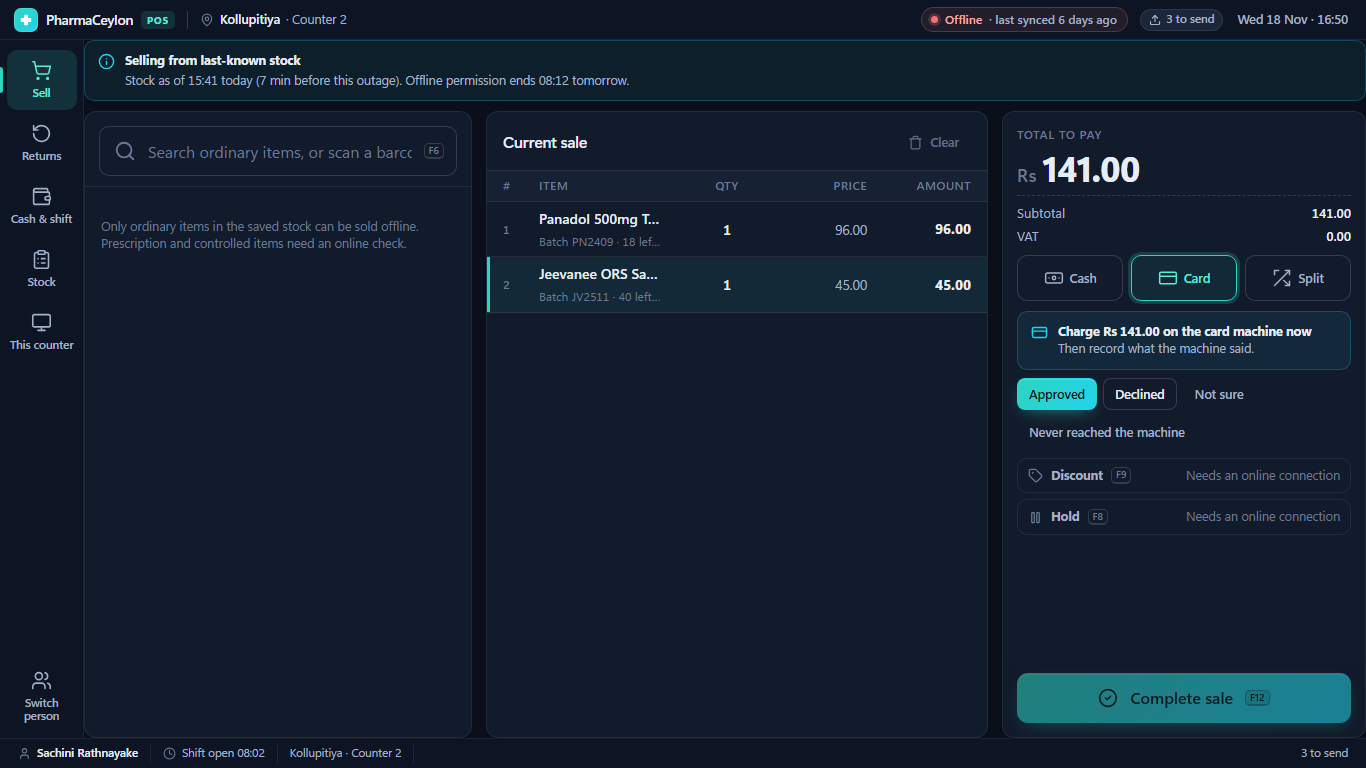 PharmaCeylon POS
Kollupitiya · Counter 2
Offline · last synced 6 days ago
3 to send
Wed 18 Nov · 16:50
Sell
Returns
Cash & shift
Stock
This counter
Switch
person
Selling from last-known stock
Stock as of 15:41 today (7 min before this outage). Offline permission ends 08:12 tomorrow.
Search ordinary items, or scan a barcc F6
Only ordinary items in the saved stock can be sold offline.
Prescription and controlled items need an online check.
Current sale
Clear
# ITEM QTY PRICE AMOUNT
1 Panadol 500mg T... 1 96.00 96.00
Batch PN2409 · 18 lef...
2 Jeevanee ORS Sa... 1 45.00 45.00
Batch JV2511 · 40 left...
TOTAL TO PAY
Rs 141.00
Subtotal 141.00
VAT 0.00
Cash Card Split
Charge Rs 141.00 on the card machine now
Then record what the machine said.
Approved Declined Not sure
Never reached the machine
Discount F9 Needs an online connection
Hold F8 Needs an online connection
Complete sale F12
Sachini Rathnayake
Shift open 08:02
Kollupitiya · Counter 2
3 to send